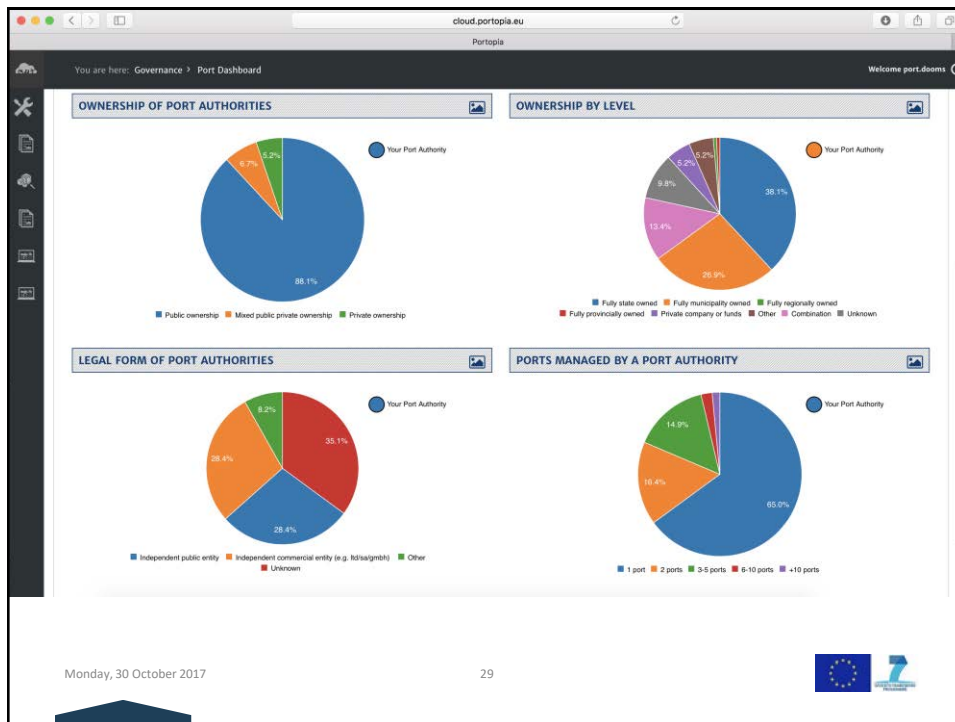 cloud.portopia.eu
Portopia
You are here: Governance > Port Dashboard
Welcome port.dooms
OWNERSHIP OF PORT AUTHORITIES
5.2%
6.7%
88.1%
Your Port Authority
Public ownership Mixed public private ownership Private ownership
OWNERSHIP BY LEVEL
5.2%
5.2%
9.8%
38.1%
13.4%
26.9%
Your Port Authority
Fully state owned Fully municipality owned Fully regionally owned
Fully provincially owned Private company or funds Other Combination Unknown
LEGAL FORM OF PORT AUTHORITIES
8.2%
35.1%
28.4%
28.4%
Your Port Authority
Independent public entity Independent commercial entity (e.g. ltd/sa/gmbh) Other
Unknown
PORTS MANAGED BY A PORT AUTHORITY
14.9%
16.4%
65.0%
Your Port Authority
1 port 2 ports 3-5 ports 6-10 ports +10 ports
Monday, 30 October 2017
29